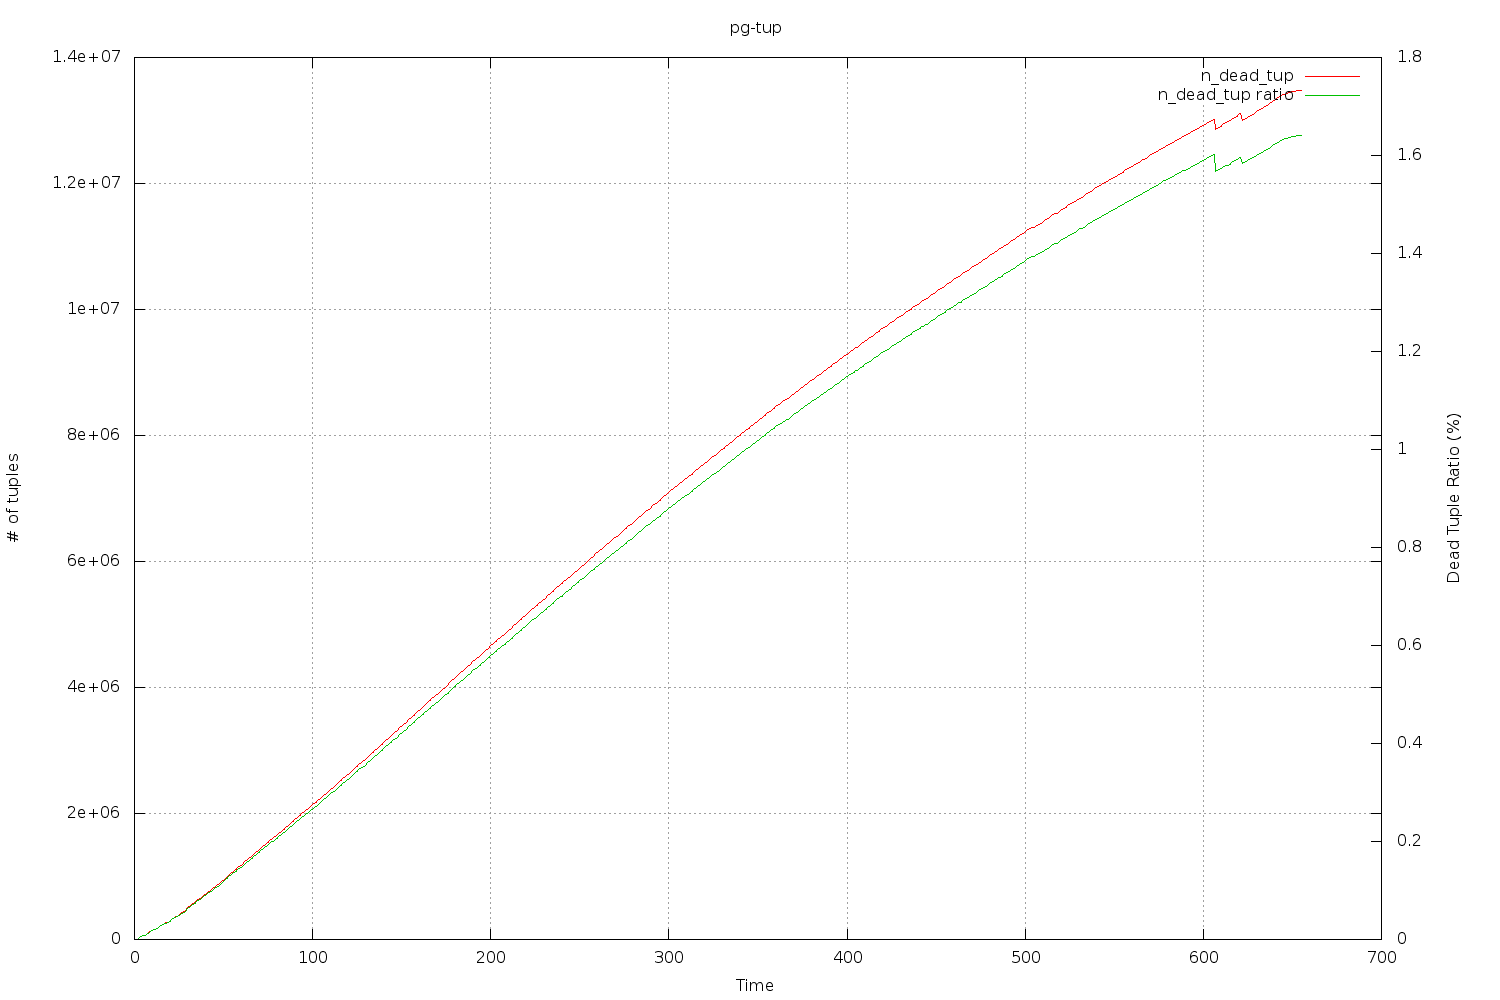 pg-tup
1.4e+07
1.2e+07
1e+07
8e+06
6e+06
4e+06
2e+06
0
# of tuples
n_dead_tup
n_dead_tup ratio
1.8
1.6
1.4
1.2
1
0.8
0.6
0.4
0.2
0
Dead Tuple Ratio (%)
0 100 200 300 400 500 600 700
Time